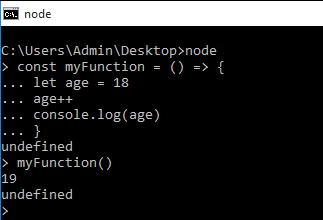 node
C:\Users\Admin\Desktop>node
> const myFunction = () => {
... let age = 18
... age++
... console.log(age)
... }
undefined
> myFunction()
19
undefined
>